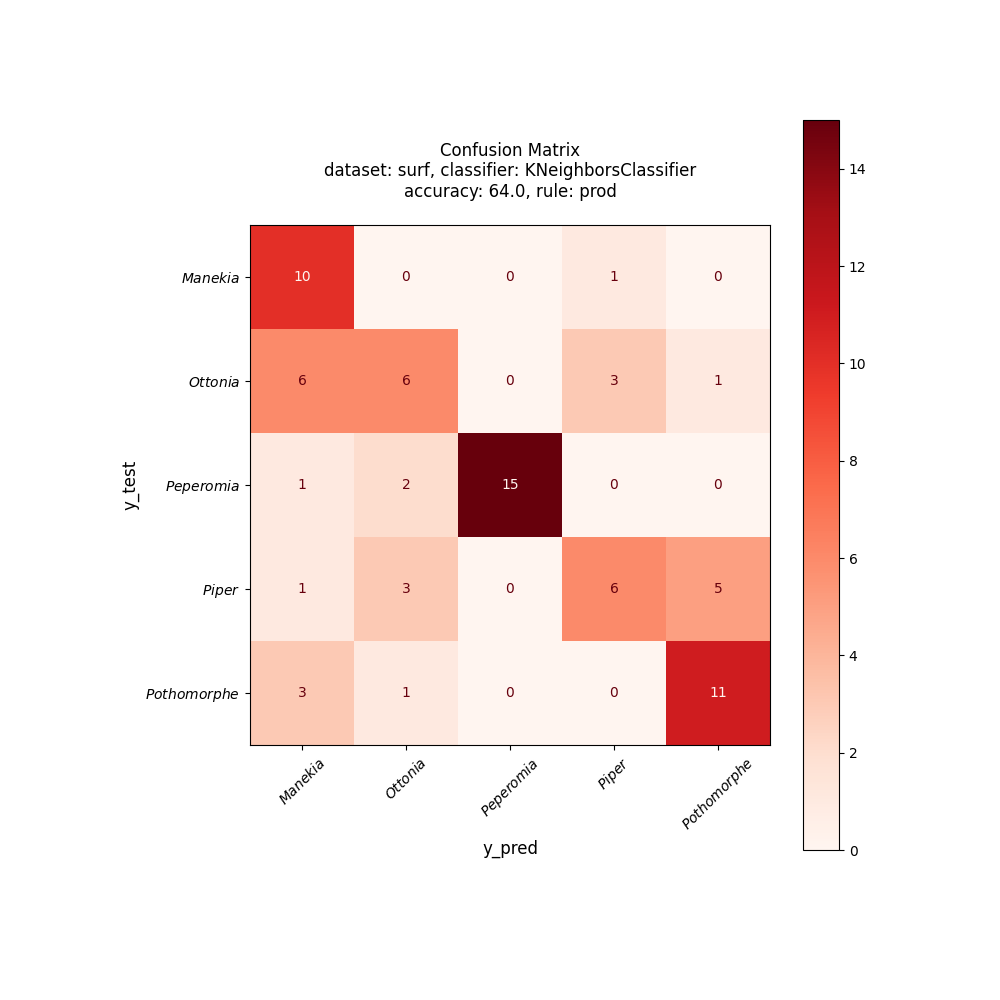 Confusion Matrix
dataset: surf, classifier: KNeighborsClassifier
accuracy: 64.0, rule: prod
Manekia 10 0 0 1 0
Ottonia 6 6 0 3 1
Peperomia 1 2 15 0 0
Piper 1 3 0 6 5
Pothomorphe 3 1 0 0 11
Manekia Ottonia Peperomia Piper Pothomorphe
y_pred
y_test
14
12
10
8
6
4
2
0